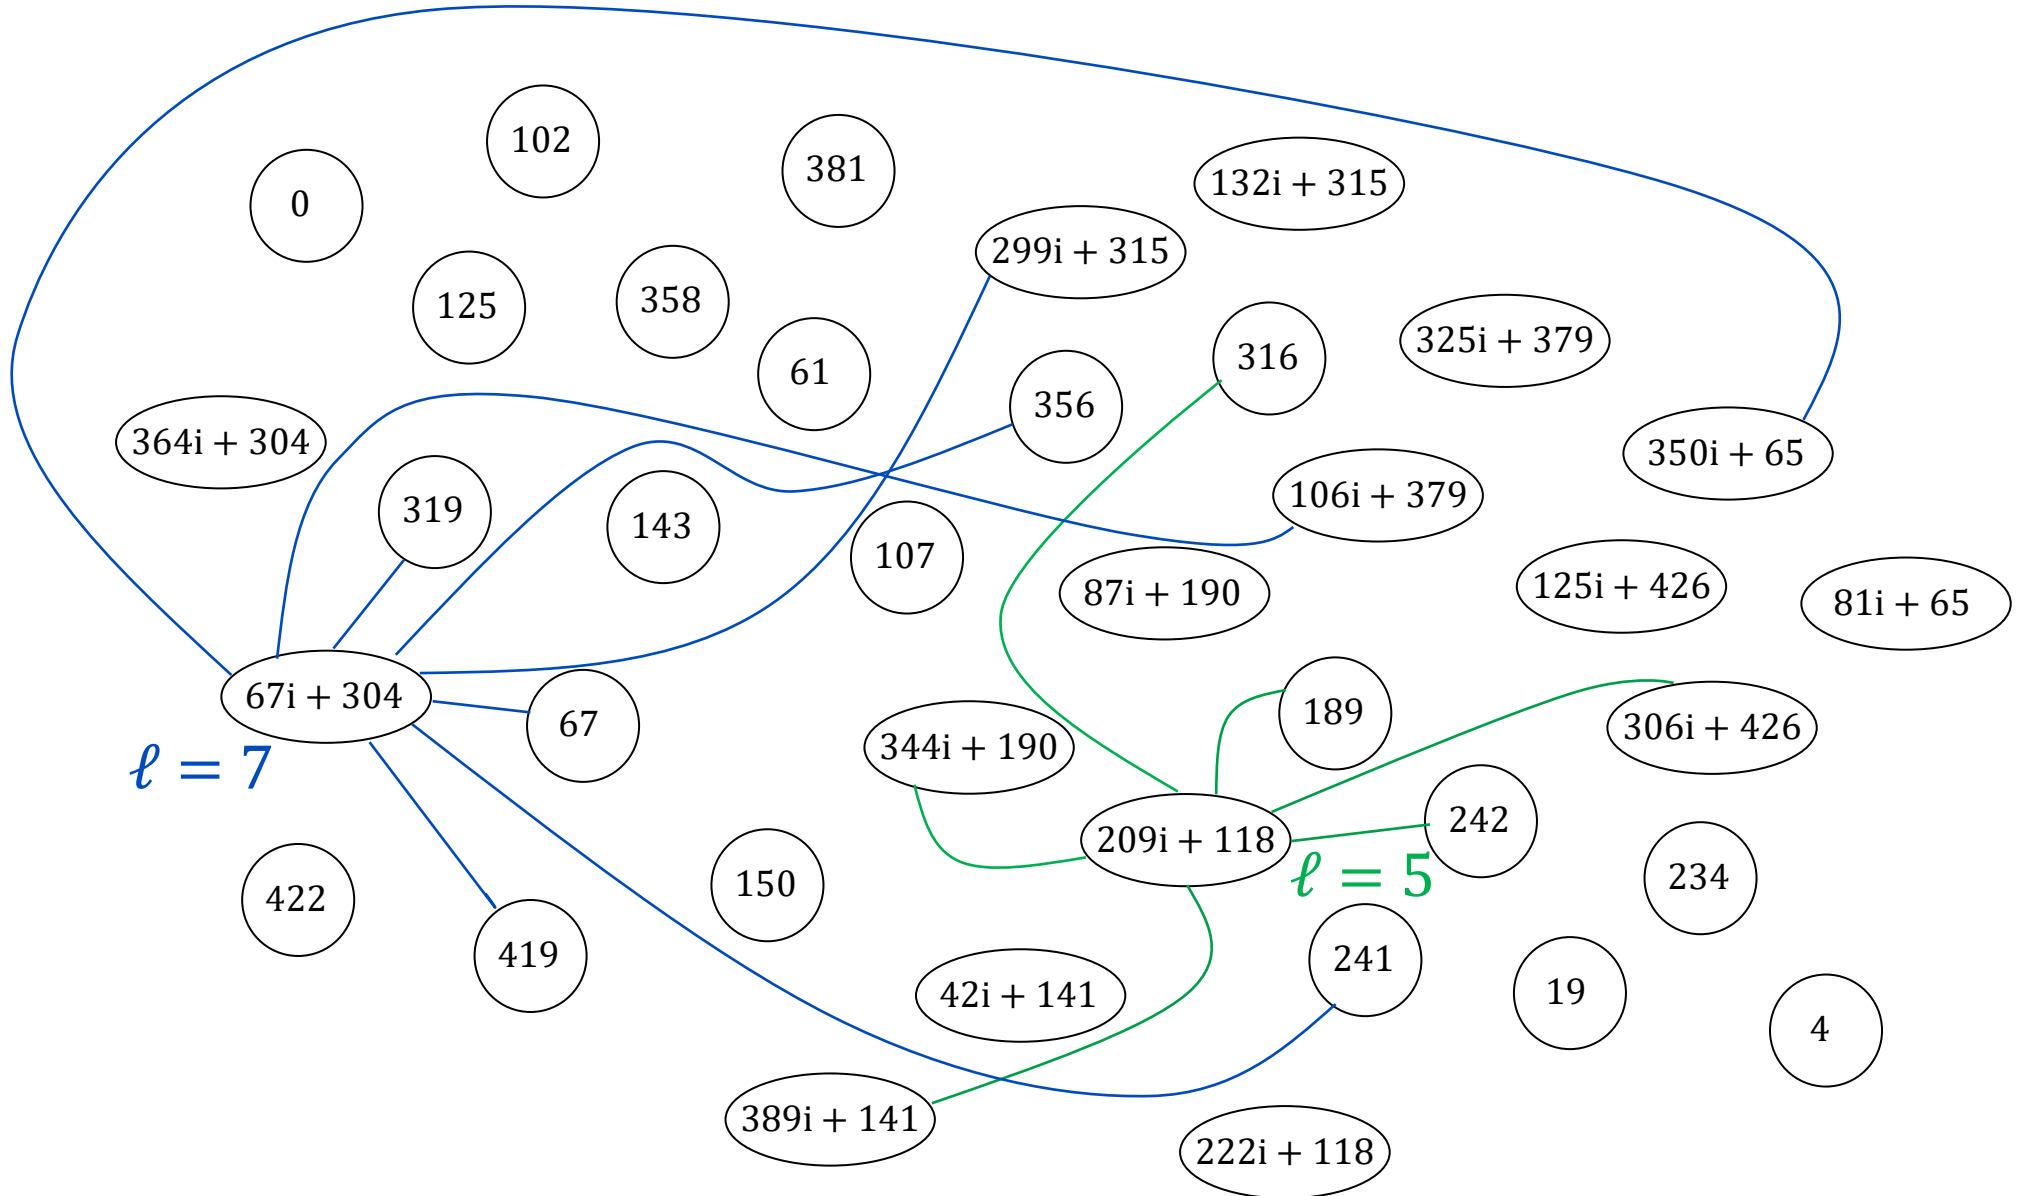 102
381
132i + 315
0
299i + 315
125
358
316
325i + 379
61
356
364i + 304
350i + 65
319
106i + 379
143
107
87i + 190
125i + 426
81i + 65
67i + 304
67
189
306i + 426
344i + 190
ℓ = 7
209i + 118
242
ℓ = 5
234
422
150
419
241
42i + 141
19
4
389i + 141
222i + 118